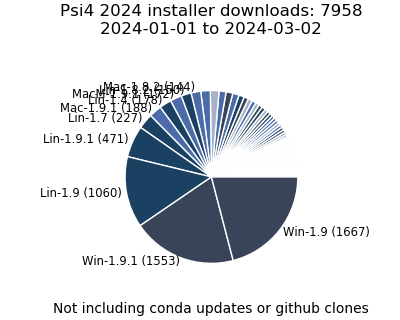 Psi4 2024 installer downloads: 7958
2024-01-01 to 2024-03-02
Mac-1.8.2 (144)
Lin-1.4 (178)
Mac-1.9.1 (188)
Lin-1.7 (227)
Lin-1.9.1 (471)
Lin-1.9 (1060)
Win-1.9.1 (1553)
Win-1.9 (1667)
Not including conda updates or github clones